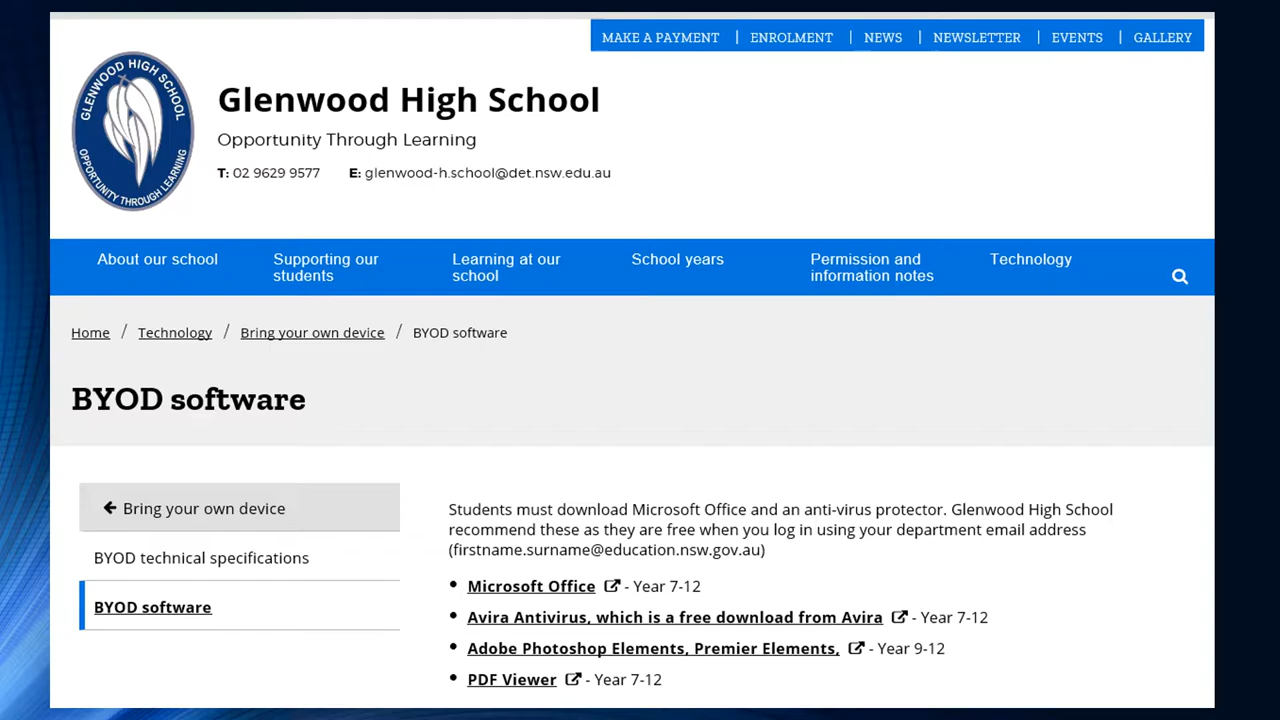 MAKE A PAYMENT | ENROLMENT | NEWS | NEWSLETTER | EVENTS | GALLERY
GLENWOOD HIGH SCHOOL
OPPORTUNITY THROUGH LEARNING
Glenwood High School
Opportunity Through Learning
T: 02 9629 9577 E: glenwood-h.school@det.nsw.edu.au
About our school Supporting our Learning at our School years Permission and Technology
students school information notes
Home / Technology / Bring your own device / BYOD software
BYOD software
Bring your own device
BYOD technical specifications
BYOD software
Students must download Microsoft Office and an anti-virus protector. Glenwood High School
recommend these as they are free when you log in using your department email address
(firstname.surname@education.nsw.gov.au)
• Microsoft Office - Year 7-12
• Avira Antivirus, which is a free download from Avira - Year 7-12
• Adobe Photoshop Elements, Premier Elements, - Year 9-12
• PDF Viewer - Year 7-12